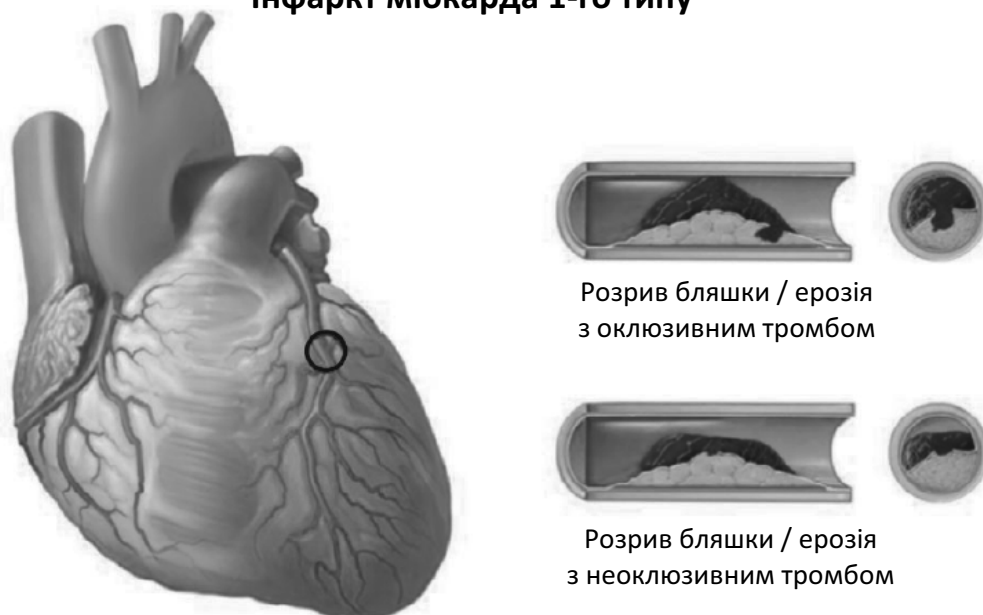 Інфаркт міокарда 1-го типу
Розрив бляшки / ерозія
з оклюзивним тромбом
Розрив бляшки / ерозія
з неоклюзивним тромбом